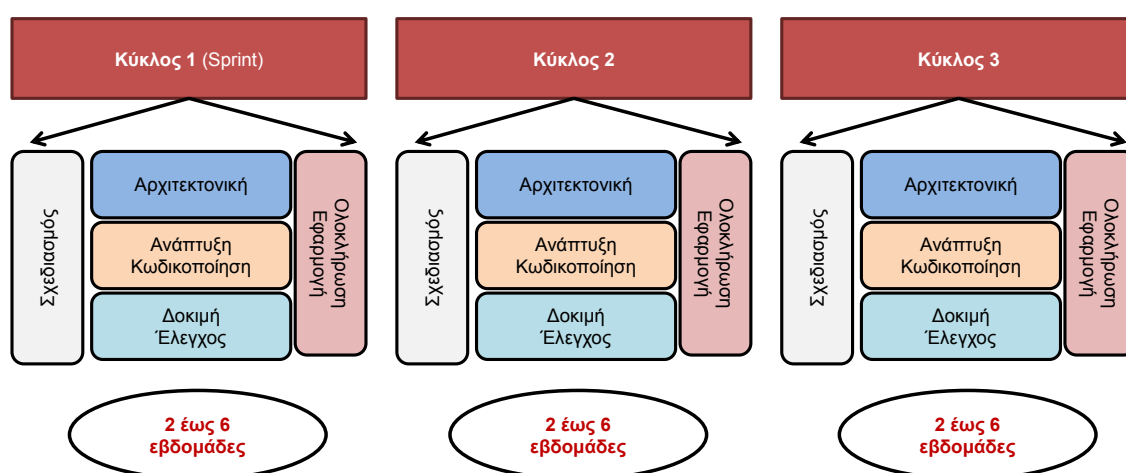 Κύκλος 1 (Sprint)
Σχεδιασμός
Αρχιτεκτονική
Ανάπτυξη
Κωδικοποίηση
Δοκιμή
Έλεγχος
Ολοκλήρωση
Εφαρμογή
2 έως 6
εβδομάδες
Κύκλος 2
Σχεδιασμός
Αρχιτεκτονική
Ανάπτυξη
Κωδικοποίηση
Δοκιμή
Έλεγχος
Ολοκλήρωση
Εφαρμογή
2 έως 6
εβδομάδες
Κύκλος 3
Σχεδιασμός
Αρχιτεκτονική
Ανάπτυξη
Κωδικοποίηση
Δοκιμή
Έλεγχος
Ολοκλήρωση
Εφαρμογή
2 έως 6
εβδομάδες